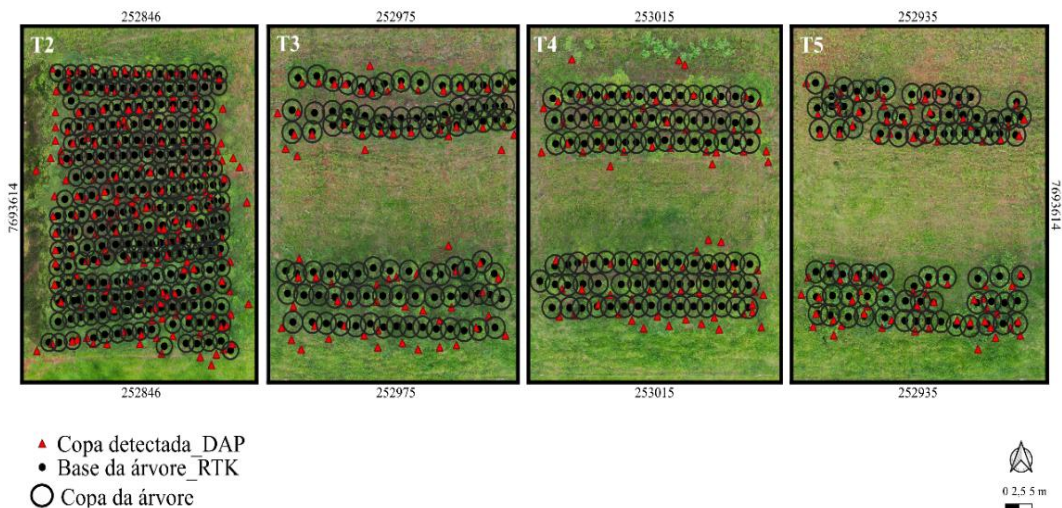 252846 252975 253015 252935
T2 T3 T4 T5
7693614 7693614
252846 252975 253015 252935
Copa detectada_DAP
Base da árvore_RTK
Copa da árvore
0 2,5 5 m